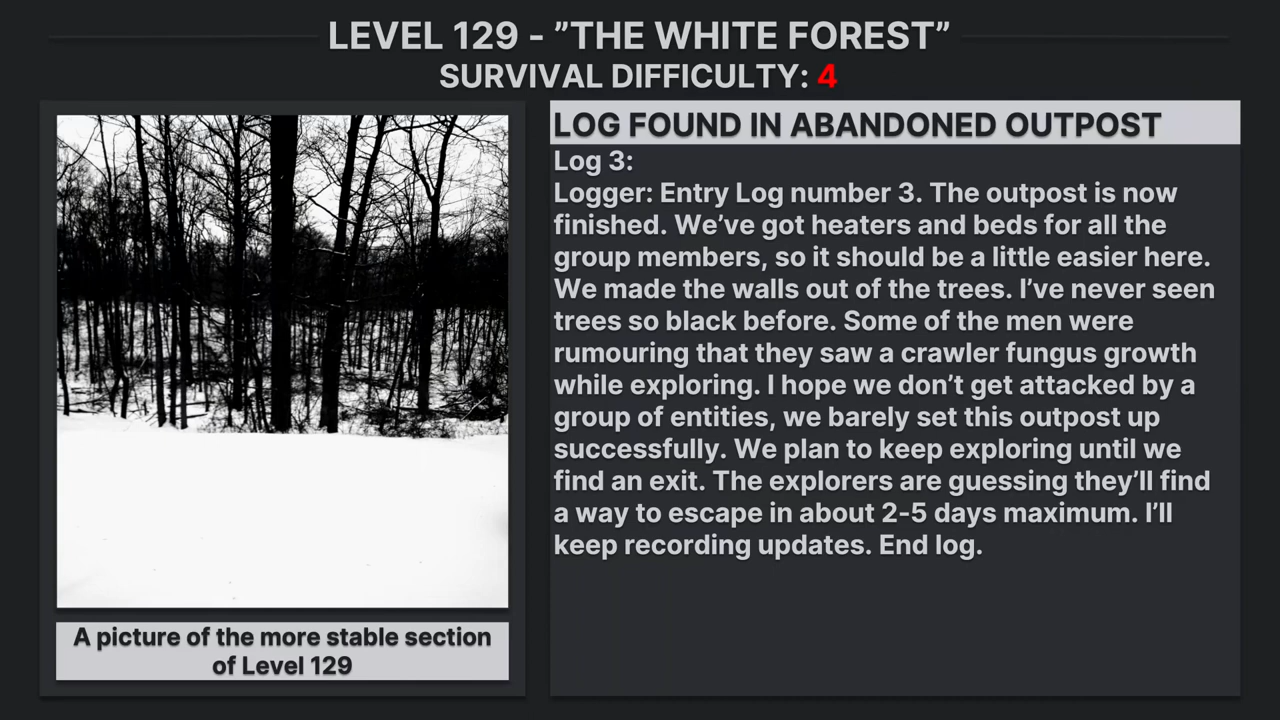 LEVEL 129 - ”THE WHITE FOREST”
SURVIVAL DIFFICULTY: 4
A picture of the more stable section
of Level 129
LOG FOUND IN ABANDONED OUTPOST
Log 3:
Logger: Entry Log number 3. The outpost is now
finished. We’ve got heaters and beds for all the
group members, so it should be a little easier here.
We made the walls out of the trees. I’ve never seen
trees so black before. Some of the men were
rumouring that they saw a crawler fungus growth
while exploring. I hope we don’t get attacked by a
group of entities, we barely set this outpost up
successfully. We plan to keep exploring until we
find an exit. The explorers are guessing they’ll find
a way to escape in about 2-5 days maximum. I’ll
keep recording updates. End log.